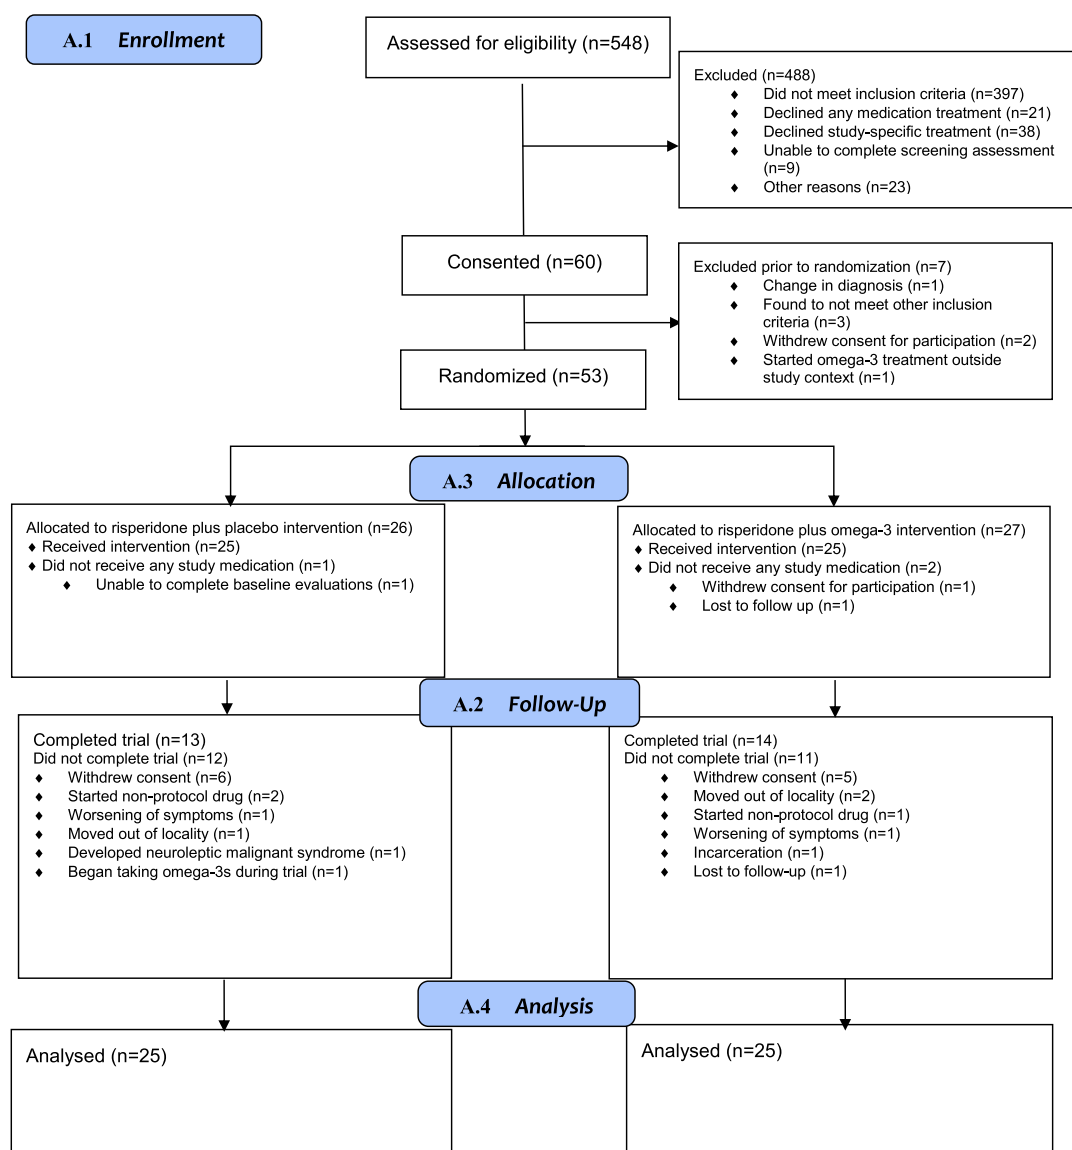 A.1 Enrollment
Assessed for eligibility (n=548)
Excluded (n=488)
♦ Did not meet inclusion criteria (n=397)
♦ Declined any medication treatment (n=21)
♦ Declined study-specific treatment (n=38)
♦ Unable to complete screening assessment
(n=9)
♦ Other reasons (n=23)
Consented (n=60)
Excluded prior to randomization (n=7)
♦ Change in diagnosis (n=1)
♦ Found to not meet other inclusion
criteria (n=3)
♦ Withdrew consent for participation (n=2)
♦ Started omega-3 treatment outside
study context (n=1)
Randomized (n=53)
A.3 Allocation
Allocated to risperidone plus placebo intervention (n=26)
♦ Received intervention (n=25)
♦ Did not receive any study medication (n=1)
♦ Unable to complete baseline evaluations (n=1)
Allocated to risperidone plus omega-3 intervention (n=27)
♦ Received intervention (n=25)
♦ Did not receive any study medication (n=2)
♦ Withdrew consent for participation (n=1)
♦ Lost to follow up (n=1)
A.2 Follow-Up
Completed trial (n=13)
Did not complete trial (n=12)
♦ Withdrew consent (n=6)
♦ Started non-protocol drug (n=2)
♦ Worsening of symptoms (n=1)
♦ Moved out of locality (n=1)
♦ Developed neuroleptic malignant syndrome (n=1)
♦ Began taking omega-3s during trial (n=1)
Completed trial (n=14)
Did not complete trial (n=11)
♦ Withdrew consent (n=5)
♦ Moved out of locality (n=2)
♦ Started non-protocol drug (n=1)
♦ Worsening of symptoms (n=1)
♦ Incarceration (n=1)
♦ Lost to follow-up (n=1)
A.4 Analysis
Analysed (n=25)
Analysed (n=25)